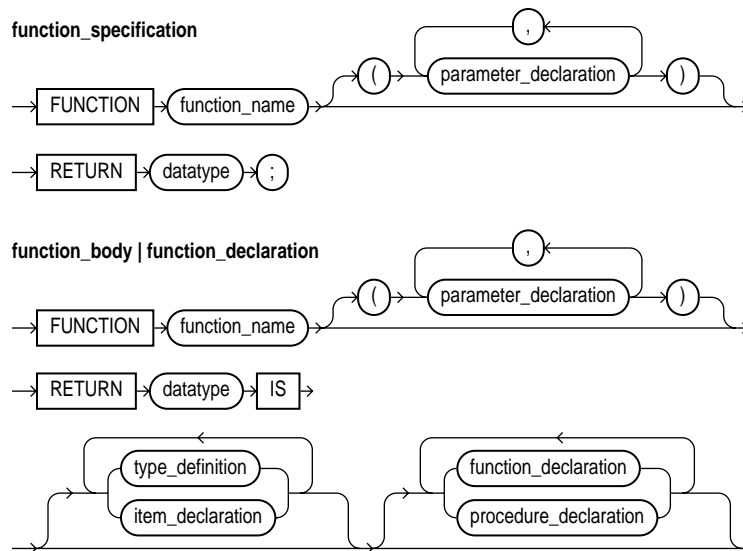 function_specification
,
( parameter_declaration )
FUNCTION function_name
RETURN datatype ;
function_body | function_declaration
,
( parameter_declaration )
FUNCTION function_name
RETURN datatype IS
type_definition function_declaration
item_declaration procedure_declaration